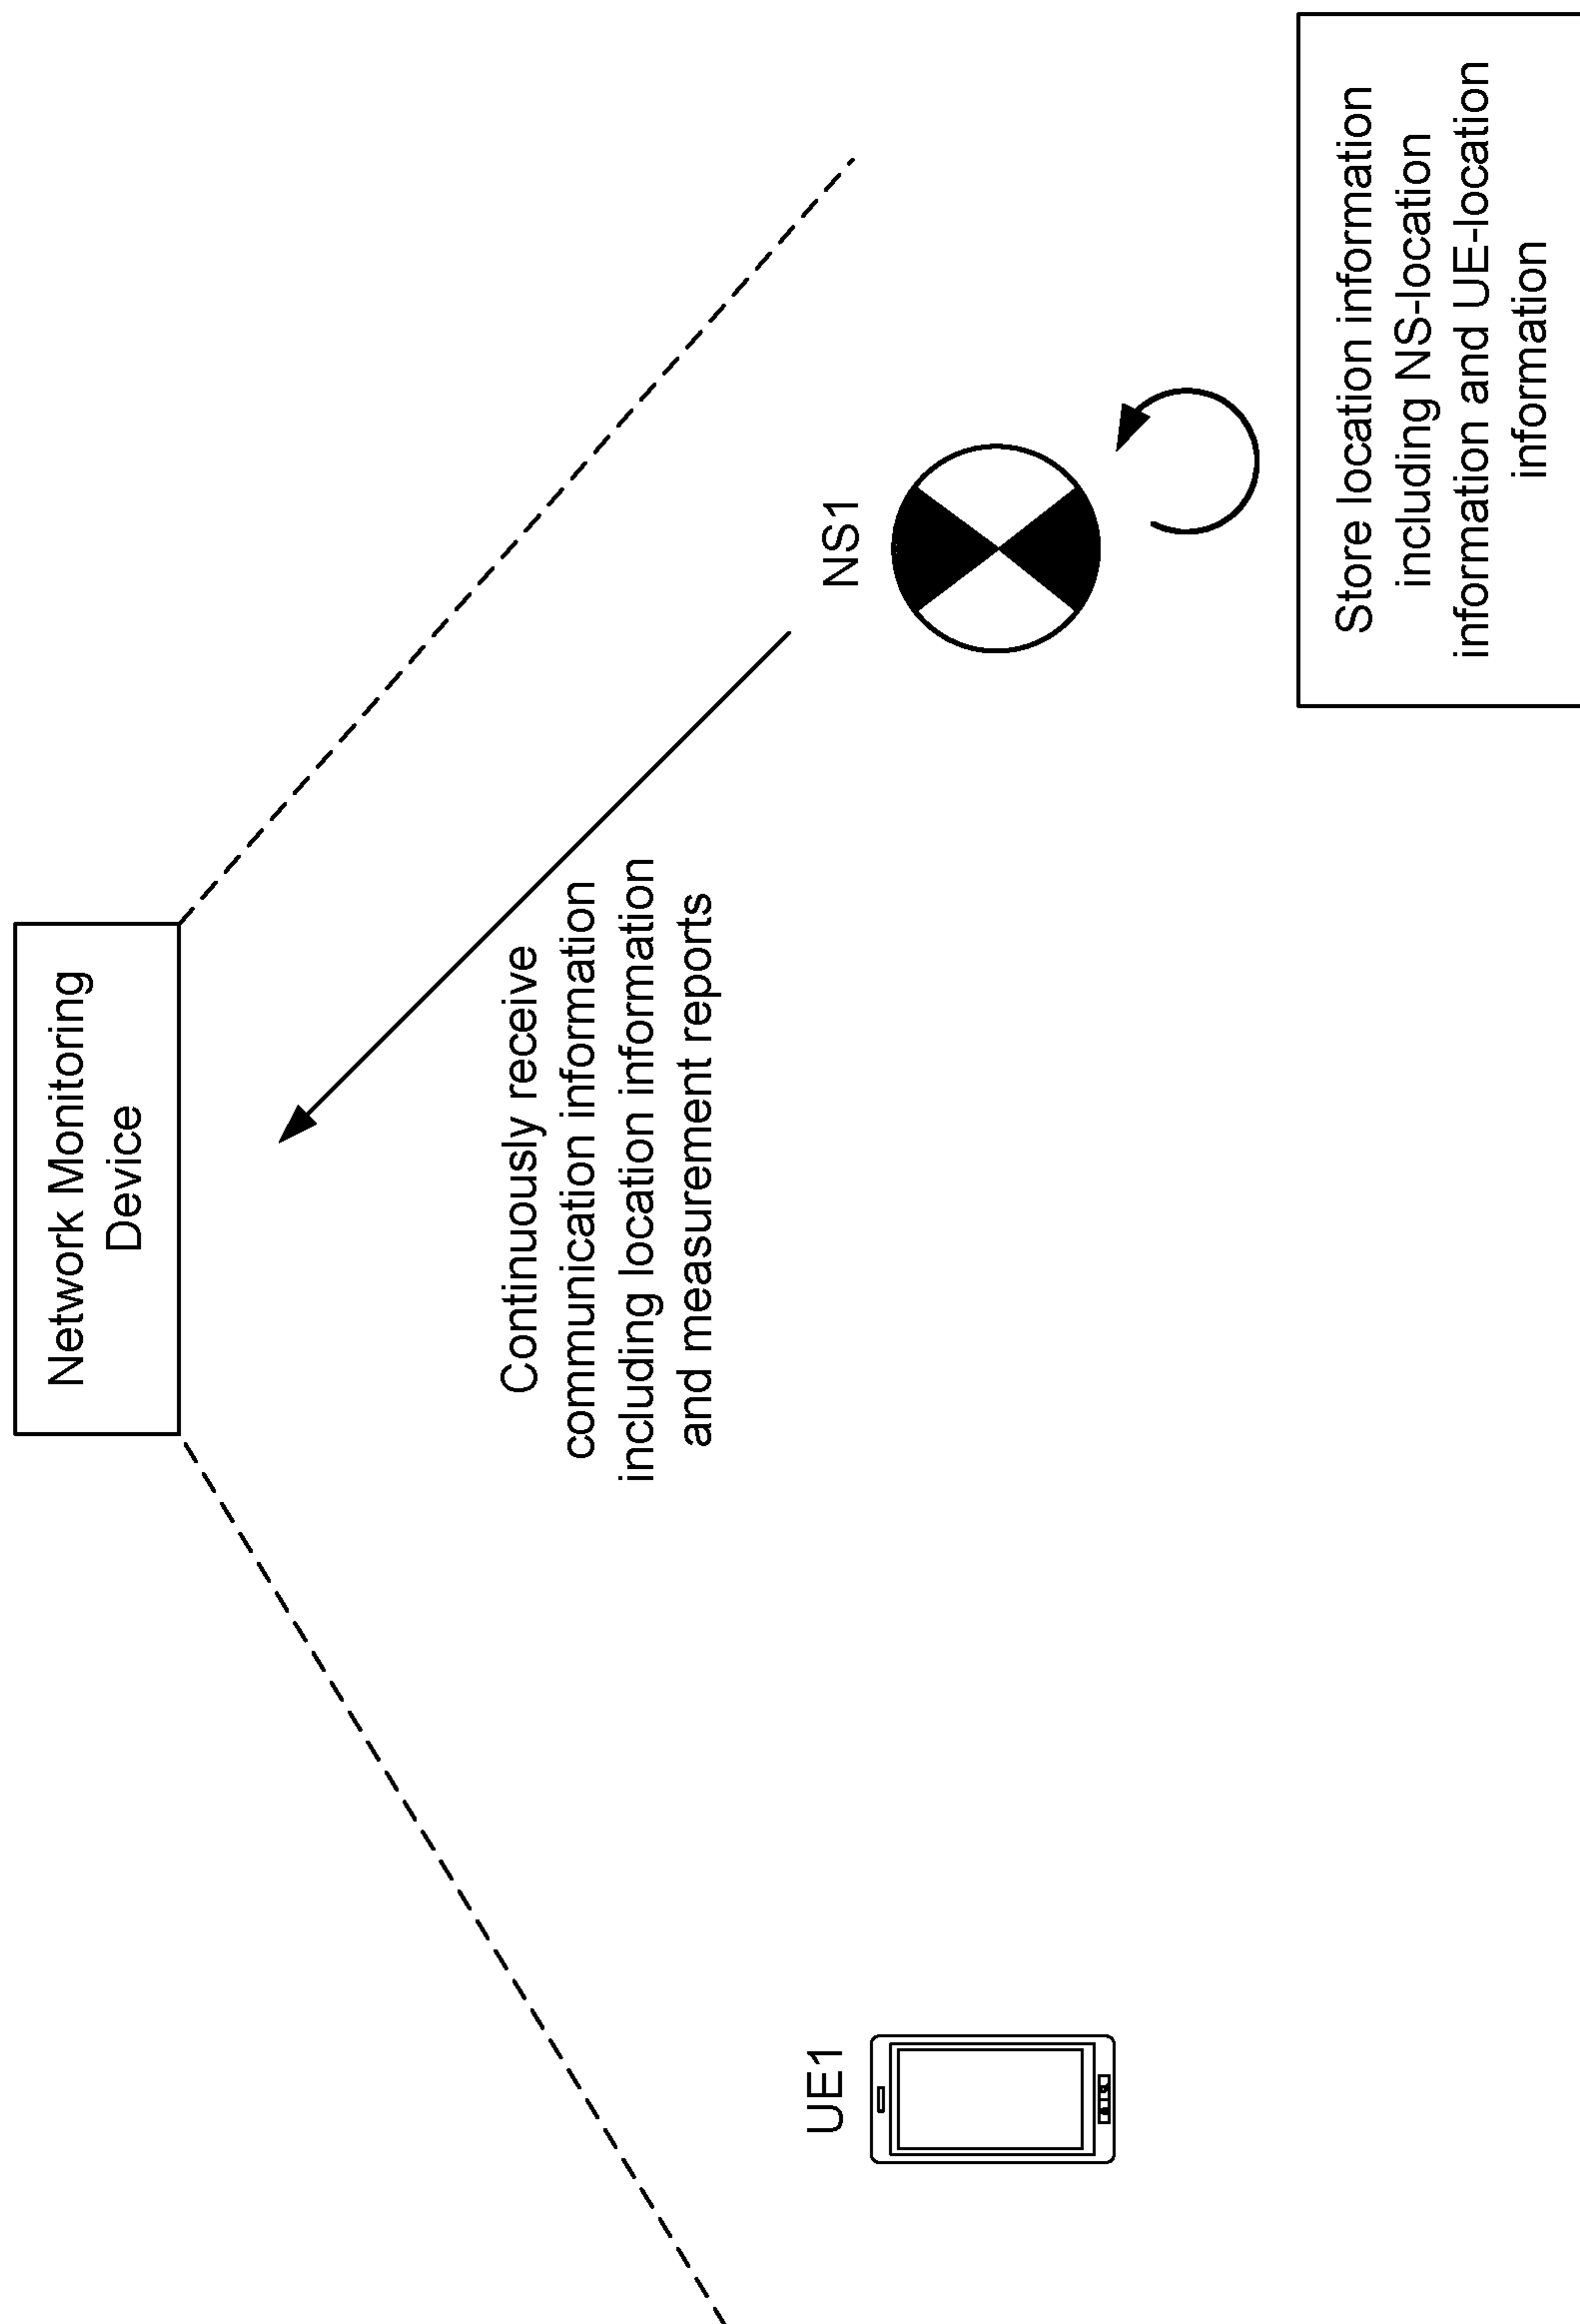 Network Monitoring
Device
Continuously receive
communication information
including location information
and measurement reports
UE1
NS1
Store location information
including NS-location
information and UE-location
information